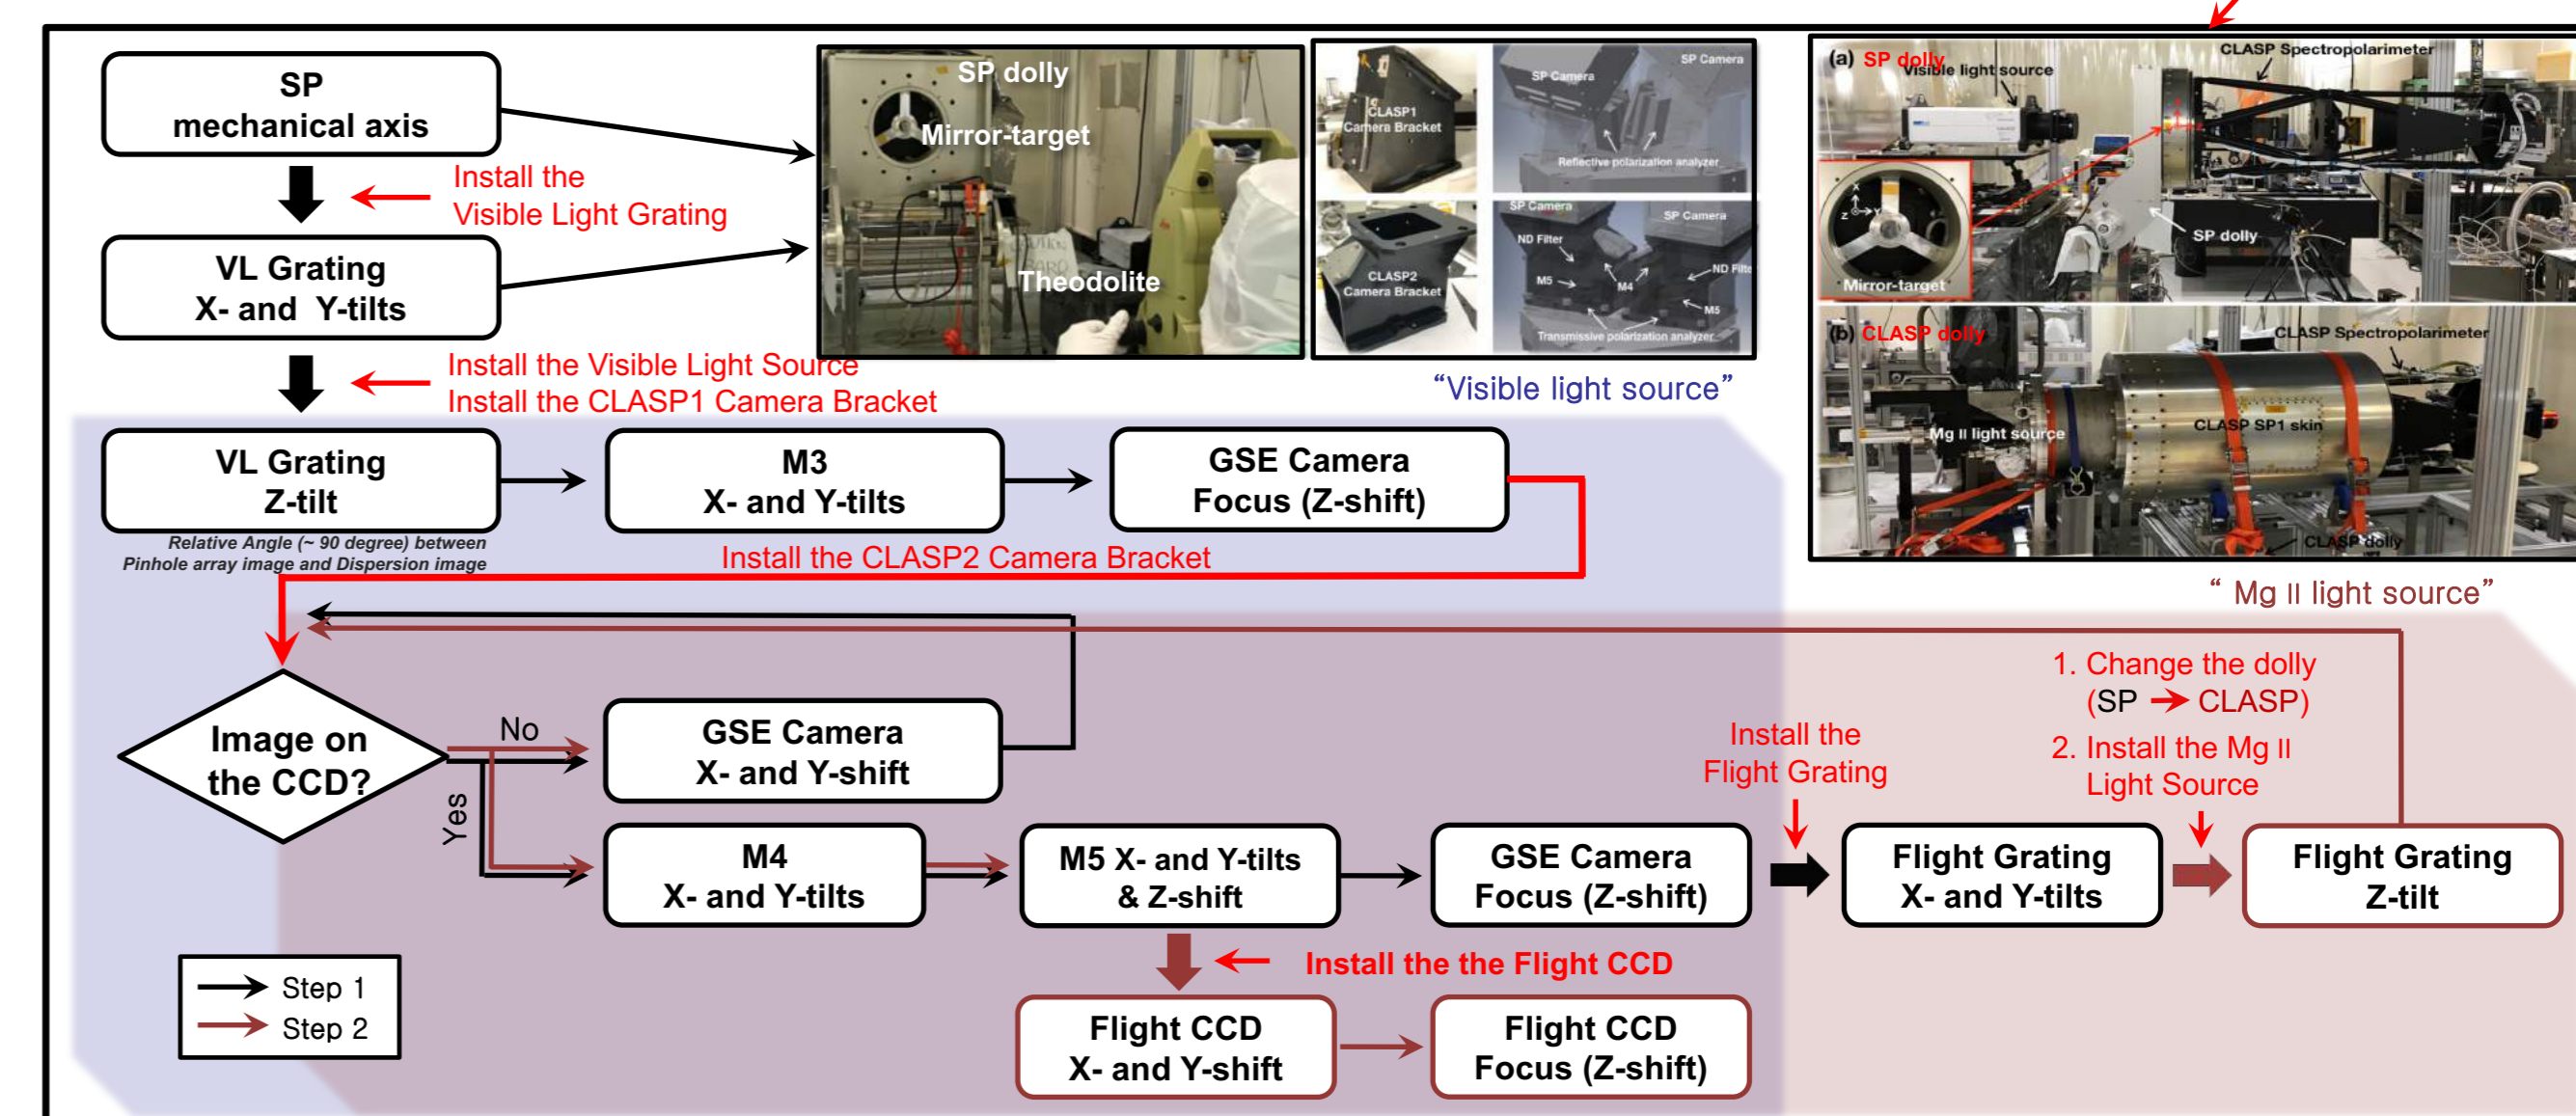 SP
mechanical axis
Install the
Visible Light Grating
VL Grating
X- and Y-tilts
Install the Visible Light Source
Install the CLASP1 Camera Bracket
SP dolly
Mirror-target
Theodolite
CLASP1
Camera Bracket
SP Camera
SP Camera
Reflective polarization analyzer
CLASP2
Camera Bracket
SP Camera
SP Camera
ND Filter
ND Filte
M5
M4
M5
Transmissive polarization analyzer
“Visible light source”
(a) SP dolly
Visible light source
CLASP Spectropolarimeter
X
Z
Mirror-target
SP dolly
(b) CLASP dolly
CLASP Spectropolarimeter
Mg II light source
CLASP SP1 skin
CLASP dolly
“ Mg II light source”
VL Grating
Z-tilt
M3
X- and Y-tilts
GSE Camera
Focus (Z-shift)
Relative Angle (~ 90 degree) between
Pinhole array image and Dispersion image
Install the CLASP2 Camera Bracket
Image on
the CCD?
No
Yes
GSE Camera
X- and Y-shift
M4
X- and Y-tilts
M5 X- and Y-tilts
& Z-shift
GSE Camera
Focus (Z-shift)
Install the
Flight Grating
Flight Grating
X- and Y-tilts
1. Change the dolly
(SP → CLASP)
2. Install the Mg II
Light Source
Flight Grating
Z-tilt
Install the the Flight CCD
Flight CCD
X- and Y-shift
Flight CCD
Focus (Z-shift)
Step 1
Step 2